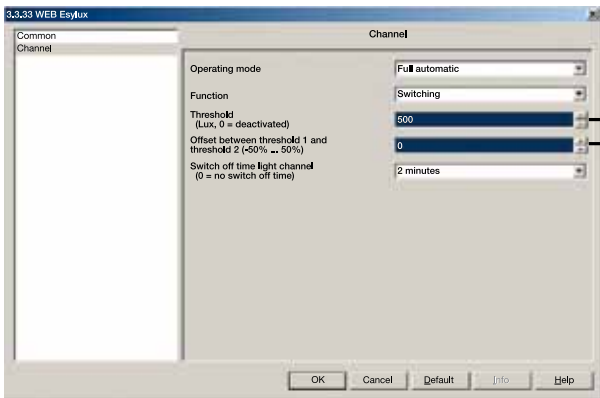 3.3.33 WEB Esylux
Common
Channel
Channel
Operating mode
Full automatic
Function
Switching
Threshold
(Lux, 0 = deactivated)
500
Offset between threshold 1 and
threshold 2 (-50% ... 50%)
0
Switch off time light channel
(0 = no switch off time)
2 minutes
OK
Cancel
Default
Info
Help